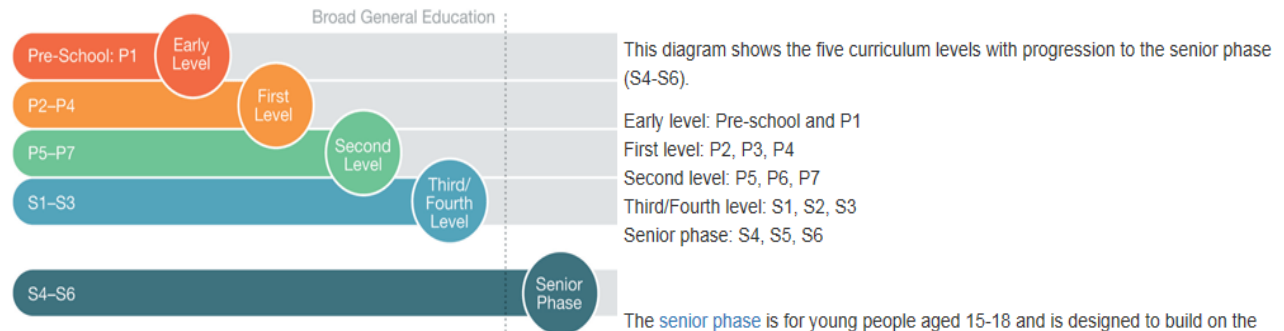 Broad General Education
Pre-School: P1
Early
Level
P2–P4
First
Level
P5–P7
Second
Level
S1–S3
Third/
Fourth
Level
S4–S6
Senior
Phase
This diagram shows the five curriculum levels with progression to the senior phase
(S4-S6).
Early level: Pre-school and P1
First level: P2, P3, P4
Second level: P5, P6, P7
Third/Fourth level: S1, S2, S3
Senior phase: S4, S5, S6
The senior phase is for young people aged 15-18 and is designed to build on the